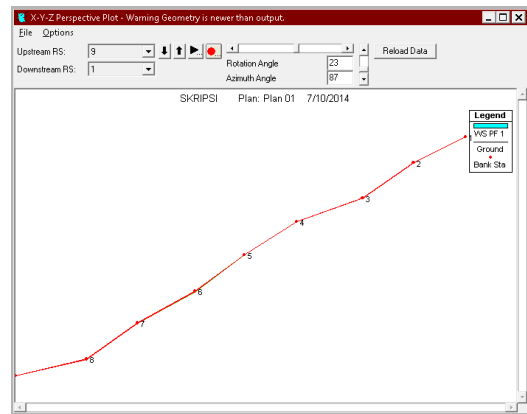 X-Y-Z Perspective Plot - Warning Geometry is newer than output.
File Options
Upstream RS: 9
Downstream RS: 1
Rotation Angle 23
Azimuth Angle 87
Reload Data
SKRIPSI Plan: Plan 01 7/10/2014
Legend
WS PF 1
Ground
Bank Sta
1
2
3
4
5
6
7
8